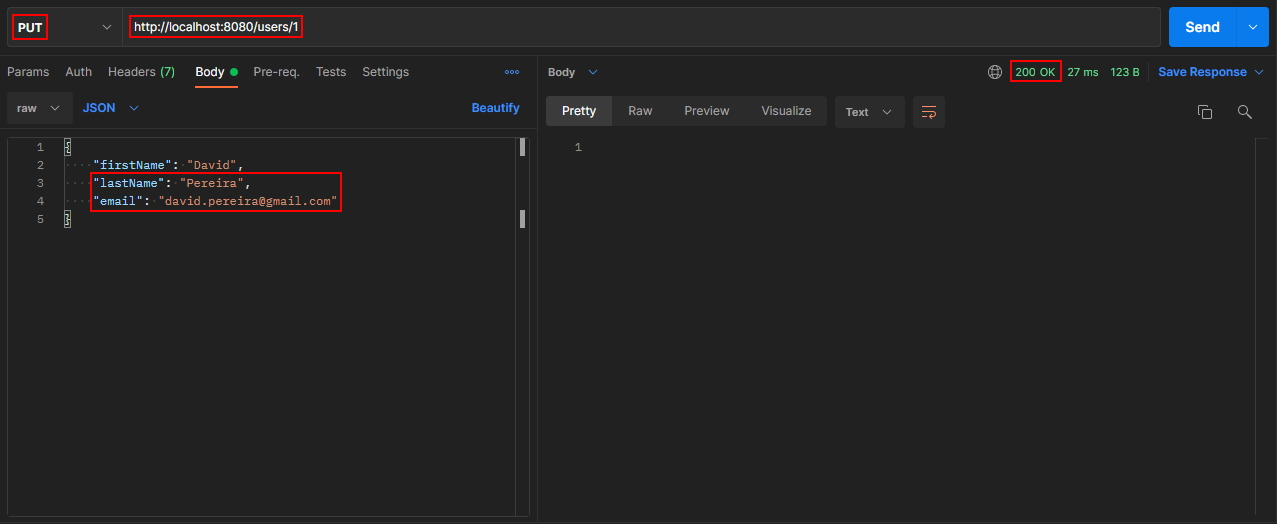 PUT http://localhost:8080/users/1 Send
Params Auth Headers (7) Body Pre-req. Tests Settings
raw JSON Beautify
1 {
2 "firstName": "David",
3 "lastName": "Pereira",
4 "email": "david.pereira@gmail.com"
5 }
Body 200 OK 27 ms 123 B Save Response
Pretty Raw Preview Visualize Text
1